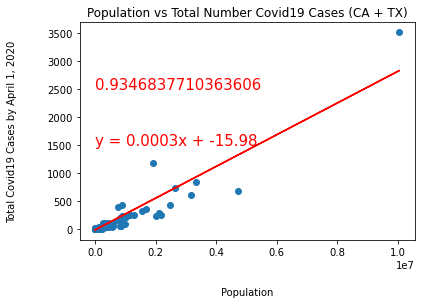 Population vs Total Number Covid19 Cases (CA + TX)
Total Covid19 Cases by April 1, 2020
3500
3000
2500
2000
1500
1000
500
0
0.9346837710363606
y = 0.0003x + -15.98
0.0 0.2 0.4 0.6 0.8 1.0
1e7
Population